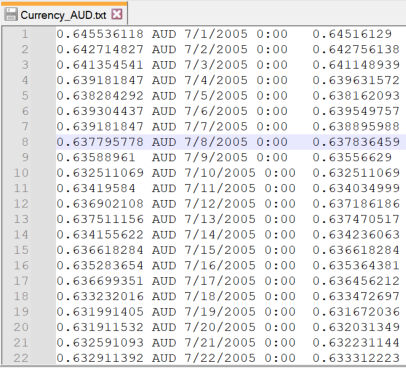 Currency_AUD.txt
1 0.645536118 AUD 7/1/2005 0:00 0.64516129
2 0.642714827 AUD 7/2/2005 0:00 0.642756138
3 0.641354541 AUD 7/3/2005 0:00 0.641148939
4 0.639181847 AUD 7/4/2005 0:00 0.639631572
5 0.638284292 AUD 7/5/2005 0:00 0.638162093
6 0.639304437 AUD 7/6/2005 0:00 0.639549757
7 0.639181847 AUD 7/7/2005 0:00 0.638895988
8 0.637795778 AUD 7/8/2005 0:00 0.637836459
9 0.63588961 AUD 7/9/2005 0:00 0.63556629
10 0.632511069 AUD 7/10/2005 0:00 0.632511069
11 0.63419584 AUD 7/11/2005 0:00 0.634034999
12 0.636902108 AUD 7/12/2005 0:00 0.637186186
13 0.637511156 AUD 7/13/2005 0:00 0.637470517
14 0.634155622 AUD 7/14/2005 0:00 0.634236063
15 0.636618284 AUD 7/15/2005 0:00 0.636618284
16 0.635283654 AUD 7/16/2005 0:00 0.635364381
17 0.636699351 AUD 7/17/2005 0:00 0.636456212
18 0.633232016 AUD 7/18/2005 0:00 0.633472697
19 0.631991405 AUD 7/19/2005 0:00 0.631672036
20 0.631911532 AUD 7/20/2005 0:00 0.632031349
21 0.632591093 AUD 7/21/2005 0:00 0.632231144
22 0.632911392 AUD 7/22/2005 0:00 0.633312223